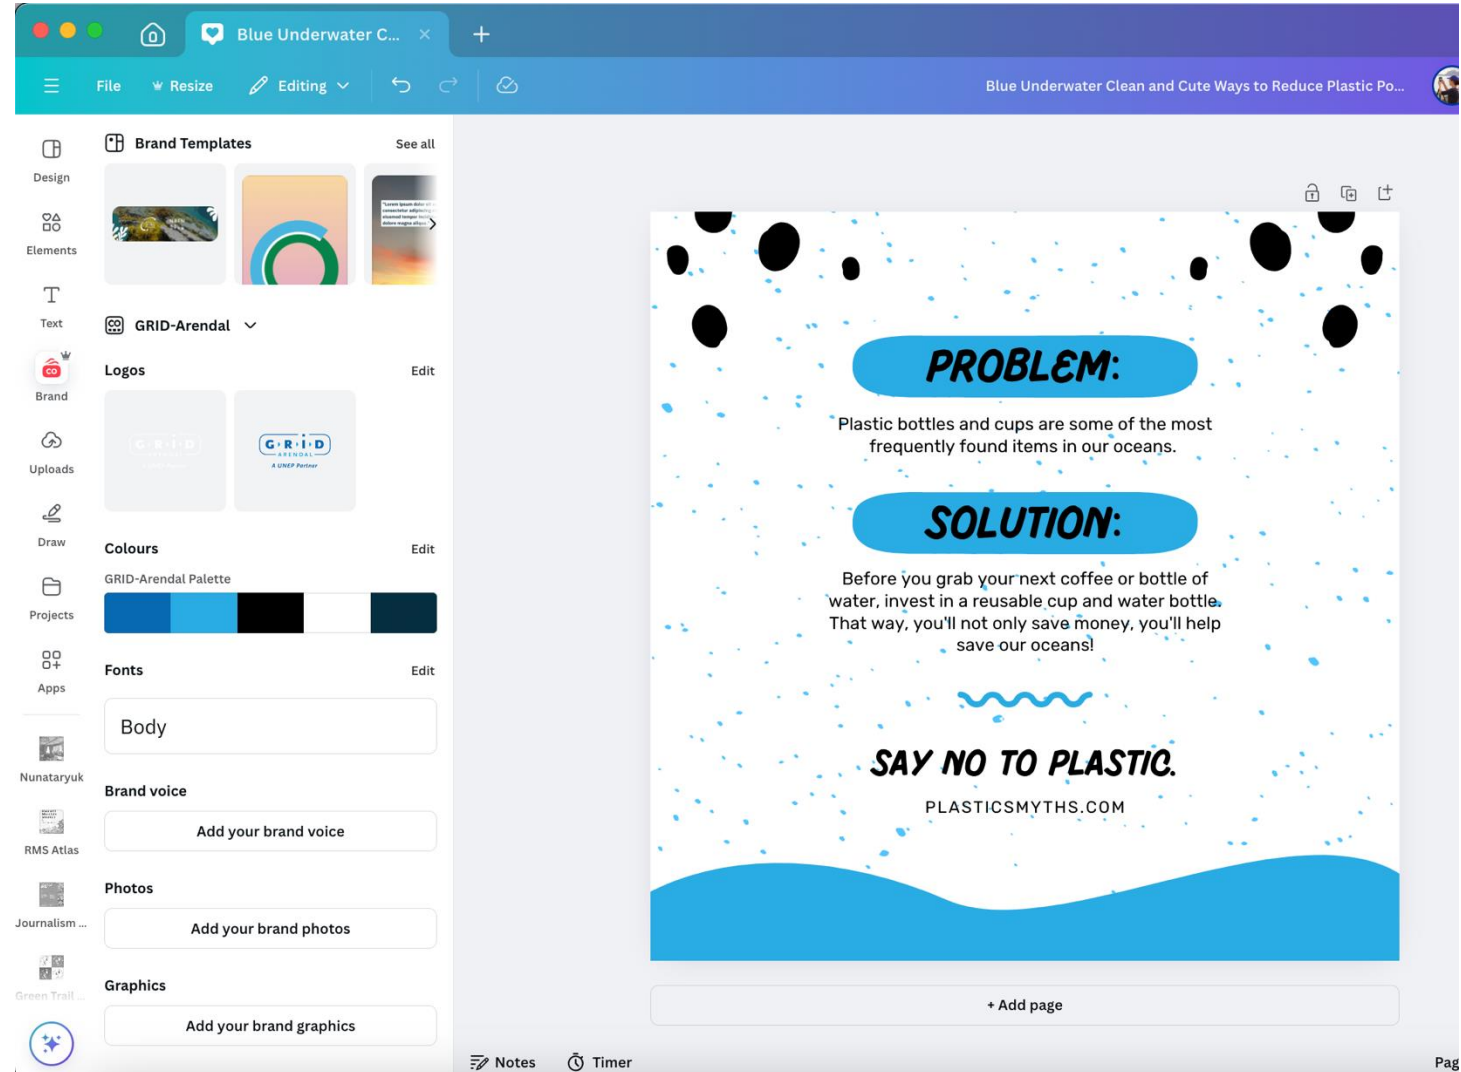 Blue Underwater C...
File
Resize
Editing
Blue Underwater Clean and Cute Ways to Reduce Plastic Po...
Design
Elements
Text
Brand
Uploads
Draw
Projects
Apps
Nunataryuk
RMS Atlas
Journalism ...
Green Trail ...
Brand Templates
See all
GRID-Arendal
Logos
Edit
G·R·I·D
ARENDAL
G·R·i·D
ARENDAL
A UNEP Partner
Colours
Edit
GRID-Arendal Palette
Fonts
Edit
Body
Brand voice
Add your brand voice
Photos
Add your brand photos
Graphics
Add your brand graphics
PROBLEM:
Plastic bottles and cups are some of the most
frequently found items in our oceans.
SOLUTION:
Before you grab your next coffee or bottle of
water, invest in a reusable cup and water bottle.
That way, you'll not only save money, you'll help
save our oceans!
SAY NO TO PLASTIC.
PLASTICSMYTHS.COM
+ Add page
Notes
Timer
Pag